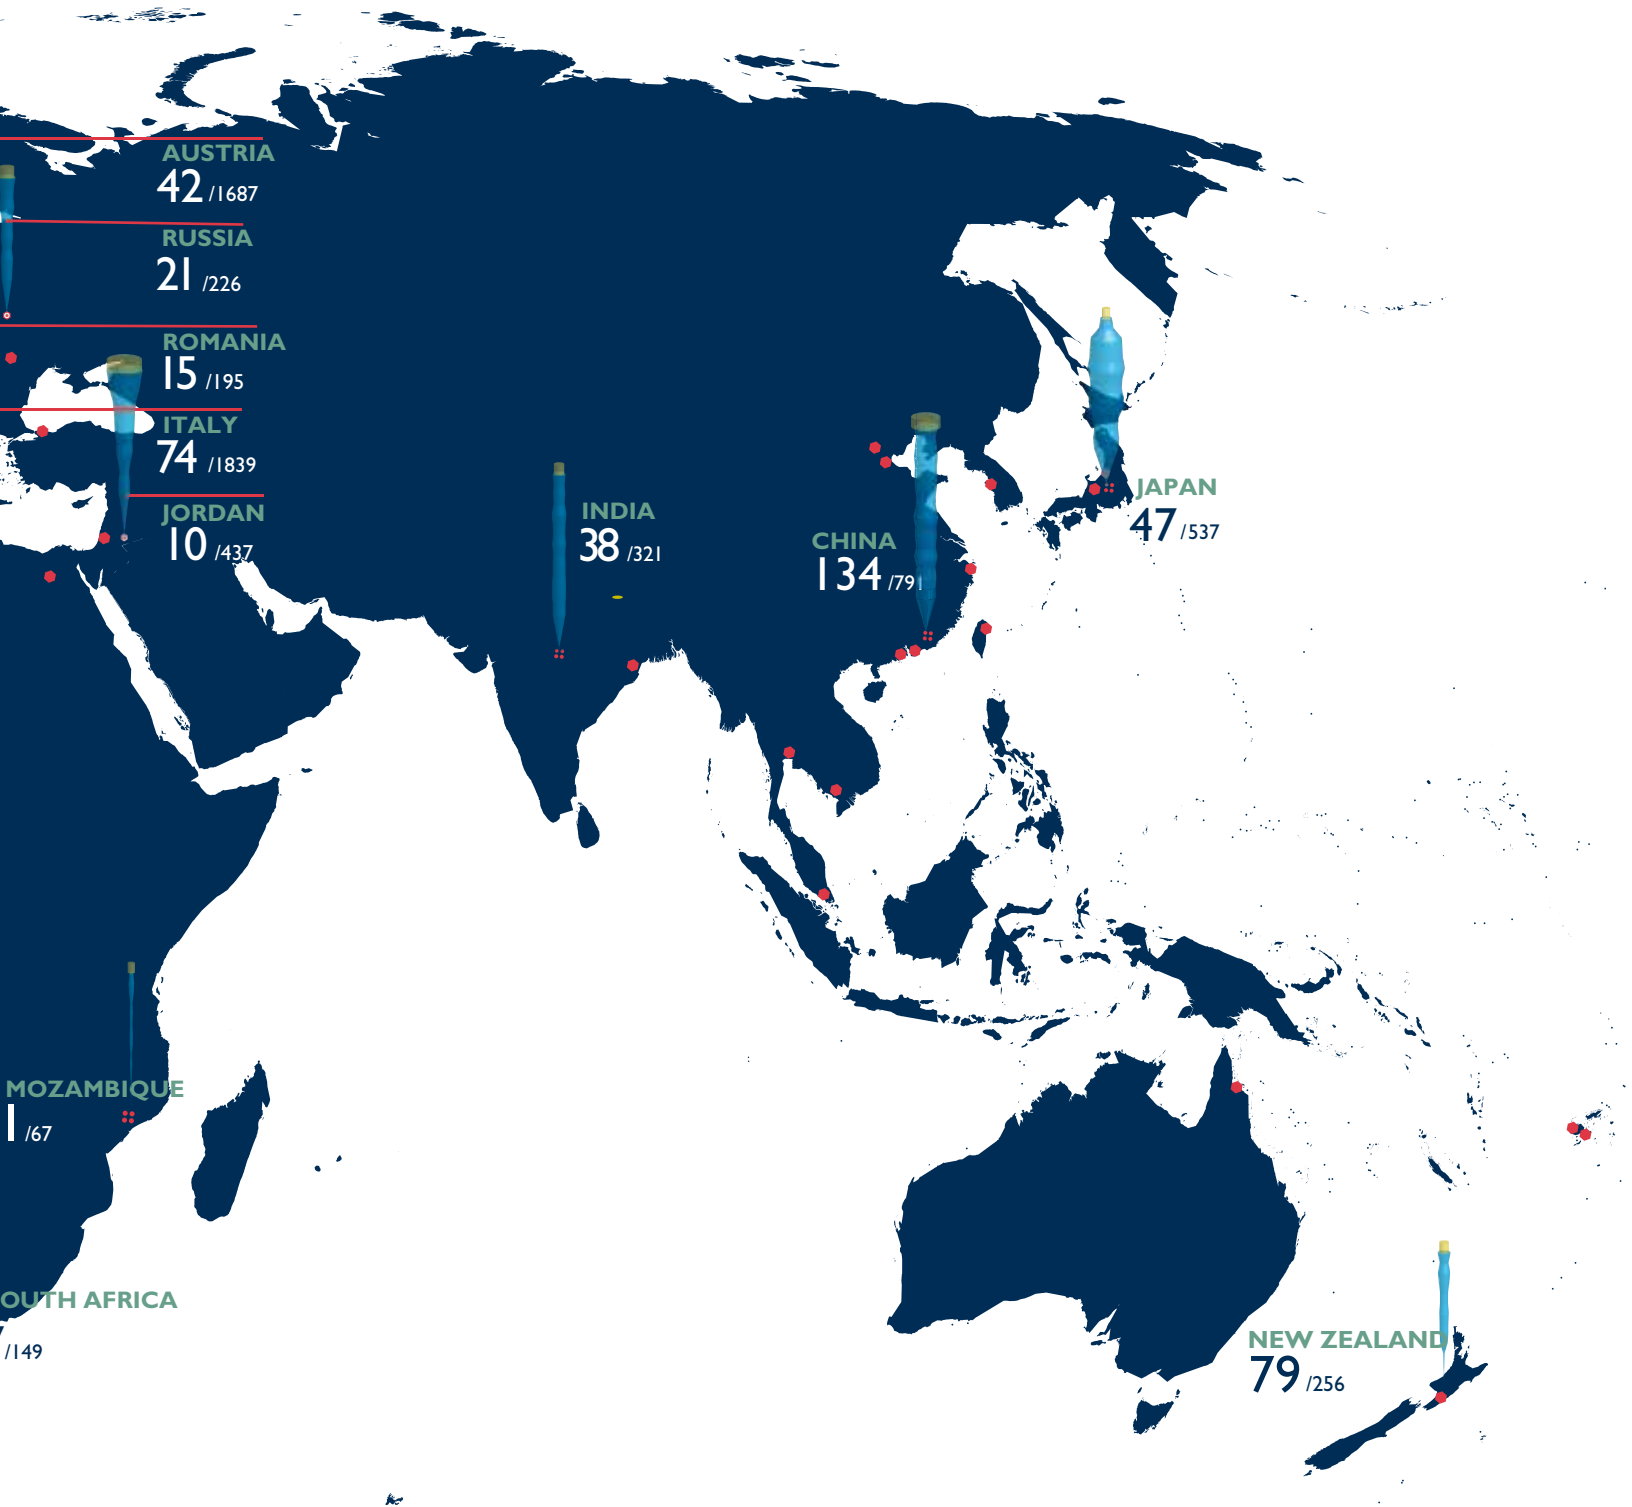 AUSTRIA
42 /1687
RUSSIA
21 /226
ROMANIA
15 /195
ITALY
74 /1839
JORDAN
10 /437
INDIA
38 /321
CHINA
134 /791
JAPAN
47 /537
MOZAMBIQUE
1 /67
OUTH AFRICA
/149
NEW ZEALAND
79 /256